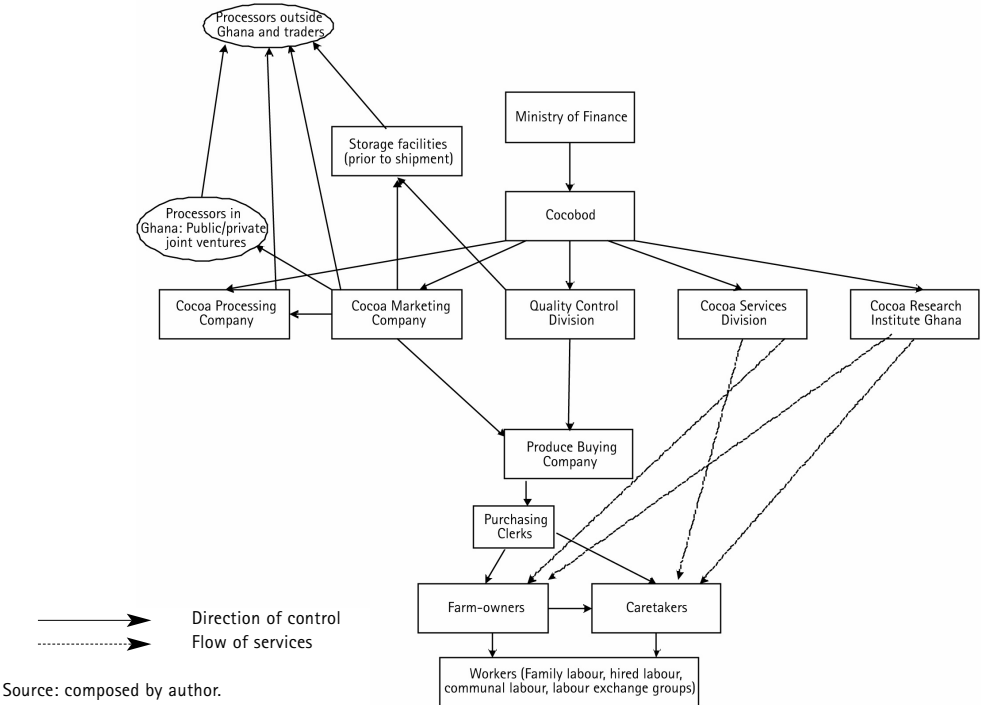 Processors outside
Ghana and traders
Ministry of Finance
Storage facilities
(prior to shipment)
Processors in
Ghana: Public/private
joint ventures
Cocobod
Cocoa Processing
Company
Cocoa Marketing
Company
Quality Control
Division
Cocoa Services
Division
Cocoa Research
Institute Ghana
Produce Buying
Company
Purchasing
Clerks
Farm-owners
Caretakers
Direction of control
Flow of services
Workers (Family labour, hired labour,
communal labour, labour exchange groups)
Source: composed by author.